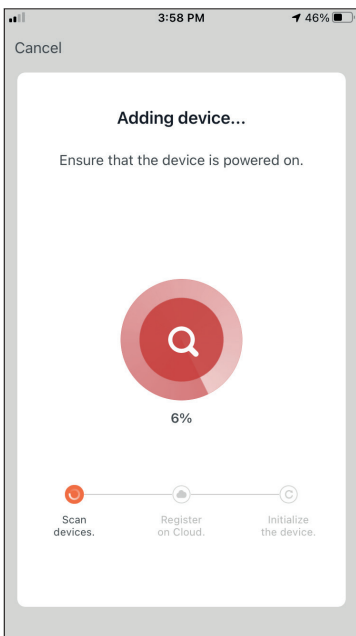 3:58 PM
46%
Cancel
Adding device...
Ensure that the device is powered on.
6%
Scan
devices.
Register
on Cloud.
Initialize
the device.